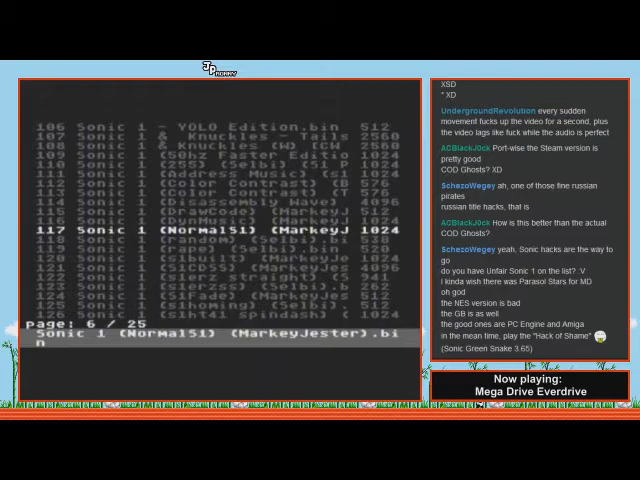 JP
RONNY
106 Sonic 1 - YOLO Edition.bin 512
107 Sonic 1 & Knuckles - Tails 2560
108 Sonic 1 & Knuckles (W) [CW 2560
109 Sonic 1 (50hz Faster Editio 1024
110 Sonic 1 (25S) (Selbi) (S1 P 1024
111 Sonic 1 (Address Music) (s1 1024
112 Sonic 1 (Color Contrast) (B 576
113 Sonic 1 (Color Contrast) (T 576
114 Sonic 1 (Disassembly Wave) 4096
115 Sonic 1 (DrawCode) (MarkeyJ 512
116 Sonic 1 (DynMusic) (MarkeyJ 1024
117 Sonic 1 (NormalS1) (MarkeyJ 1024
118 Sonic 1 (random) (Selbi).bi 538
119 Sonic 1 (rape) (Selbi).bin 520
120 Sonic 1 (s1built) (MarkeyJe 1024
121 Sonic 1 (S1CDSS) (MarkeyJes 4096
122 Sonic 1 (s1erz straight s 941
123 Sonic 1 (s1erzss) (Selbi).b 262
124 Sonic 1 (S1Fade) (MarkeyJes 512
125 Sonic 1 (s1homing) (Selbi). 512
126 Sonic 1 (s1ht41 spindash) ( 1024
page: 6 / 25
Sonic 1 (NormalS1) (MarkeyJester).bi
n
XSD
* XD
UndergroundRevolution every sudden
movement fucks up the video for a second, plus
the video lags like fuck while the audio is perfect
ACBlackJ0ck Port-wise the Steam version is
pretty good
COD Ghosts? XD
SchezoWegey ah, one of those fine russian
pirates
russian title hacks, that is
ACBlackJ0ck How is this better than the actual
COD Ghosts?
SchezoWegey yeah, Sonic hacks are the way to
go
do you have Unfair Sonic 1 on the list? :V
I kinda wish there was Parasol Stars for MD
oh god
the NES version is bad
the GB is as well
the good ones are PC Engine and Amiga
in the mean time, play the "Hack of Shame"
(Sonic Green Snake 3.65)
Now playing:
Mega Drive Everdrive